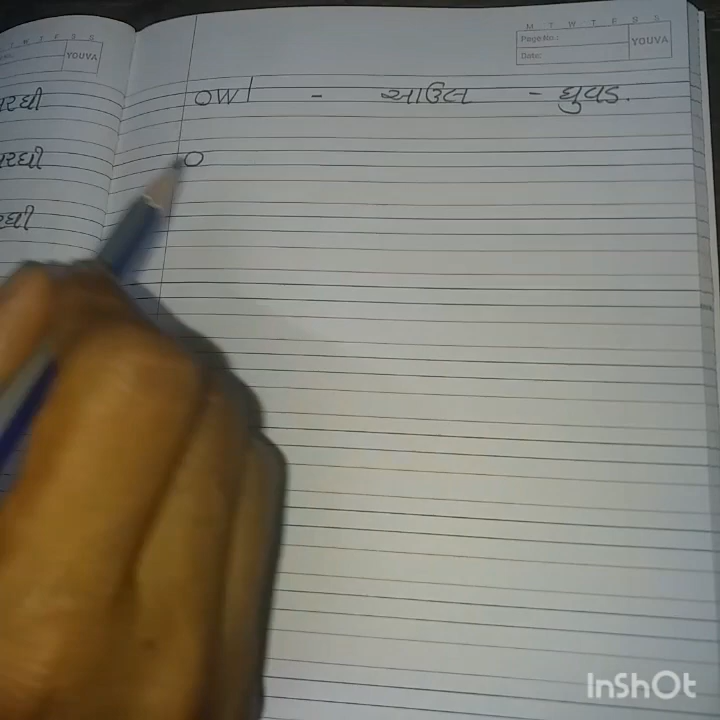 M T W T F S S
Page No.:
Date:
YOUVA
T W T F S S
YOUVA
owl - આઉલ - ઘુવડ.
o
InShOt